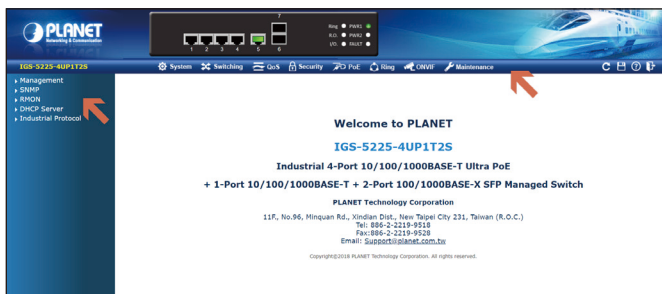 PLANET
Networking & Communication
7
1 2 3 4 5 6
Ring PWR1
R.O. PWR2
I/O. FAULT
IGS-5225-4UP1T2S
System Switching QoS Security PoE Ring ONVIF Maintenance
Management
SNMP
RMON
DHCP Server
Industrial Protocol
Welcome to PLANET
IGS-5225-4UP1T2S
Industrial 4-Port 10/100/1000BASE-T Ultra PoE
+ 1-Port 10/100/1000BASE-T + 2-Port 100/1000BASE-X SFP Managed Switch
PLANET Technology Corporation
11F., No.96, Minquan Rd., Xindian Dist., New Taipei City 231, Taiwan (R.O.C.)
Tel: 886-2-2219-9518
Fax:886-2-2219-9528
Email: Support@planet.com.tw
Copyright©2018 PLANET Technology Corporation. All rights reserved.